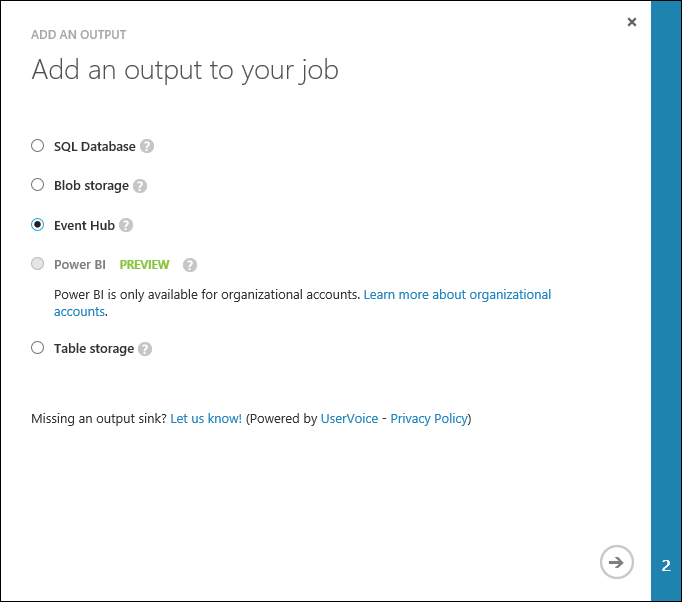 ADD AN OUTPUT
Add an output to your job
SQL Database ?
Blob storage ?
Event Hub ?
Power BI PREVIEW ?
Power BI is only available for organizational accounts. Learn more about organizational
accounts.
Table storage ?
Missing an output sink? Let us know! (Powered by UserVoice - Privacy Policy)
2